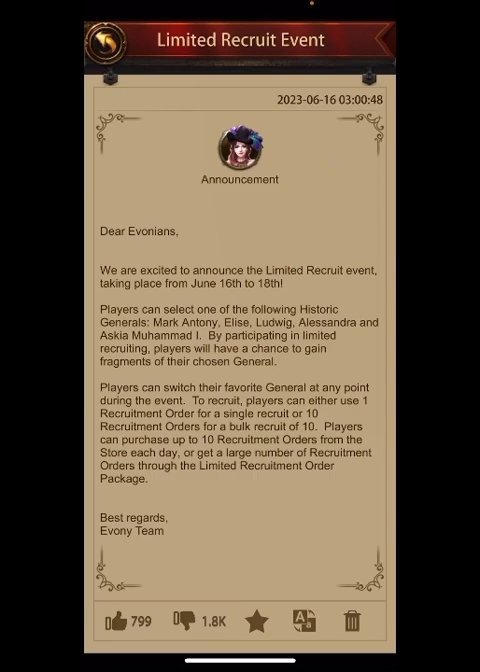 Limited Recruit Event
2023-06-16 03:00:48
Announcement
Dear Evonians,
We are excited to announce the Limited Recruit event,
taking place from June 16th to 18th!
Players can select one of the following Historic
Generals: Mark Antony, Elise, Ludwig, Alessandra and
Askia Muhammad I.  By participating in limited
recruiting, players will have a chance to gain
fragments of their chosen General.
Players can switch their favorite General at any point
during the event.  To recruit, players can either use 1
Recruitment Order for a single recruit or 10
Recruitment Orders for a bulk recruit of 10.  Players
can purchase up to 10 Recruitment Orders from the
Store each day, or get a large number of Recruitment
Orders through the Limited Recruitment Order
Package.
Best regards,
Evony Team
799 1.8K